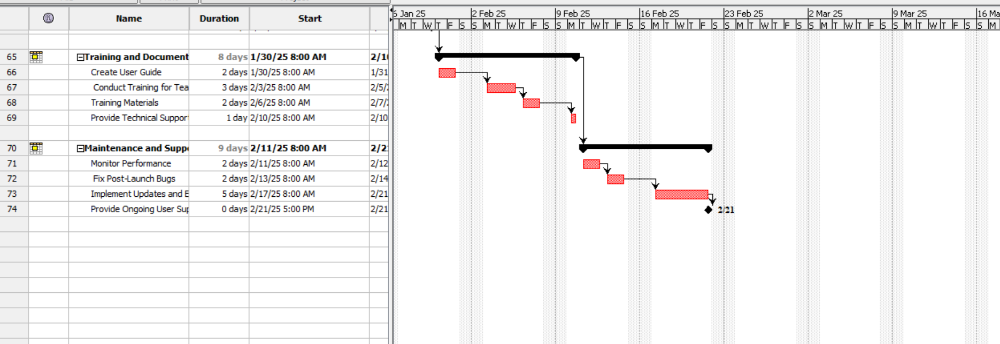 Name Duration Start
6 Jan 25 2 Feb 25 9 Feb 25 16 Feb 25 23 Feb 25 2 Mar 25 9 Mar 25 16 Ma
M T W T F S S M T W T F S S M T W T F S S M T W T F S S M T W T F S S M T W T F S S M T W T F S S M
65 Training and Document 8 days 1/30/25 8:00 AM 2/10
66 Create User Guide 2 days 1/30/25 8:00 AM 1/31
67 Conduct Training for Tea 3 days 2/3/25 8:00 AM 2/5/
68 Training Materials 2 days 2/6/25 8:00 AM 2/7/
69 Provide Technical Support 1 day 2/10/25 8:00 AM 2/10
70 Maintenance and Suppo 9 days 2/11/25 8:00 AM 2/2
71 Monitor Performance 2 days 2/11/25 8:00 AM 2/12
72 Fix Post-Launch Bugs 2 days 2/13/25 8:00 AM 2/14
73 Implement Updates and E 5 days 2/17/25 8:00 AM 2/21
74 Provide Ongoing User Sup 0 days 2/21/25 5:00 PM 2/21
2/21